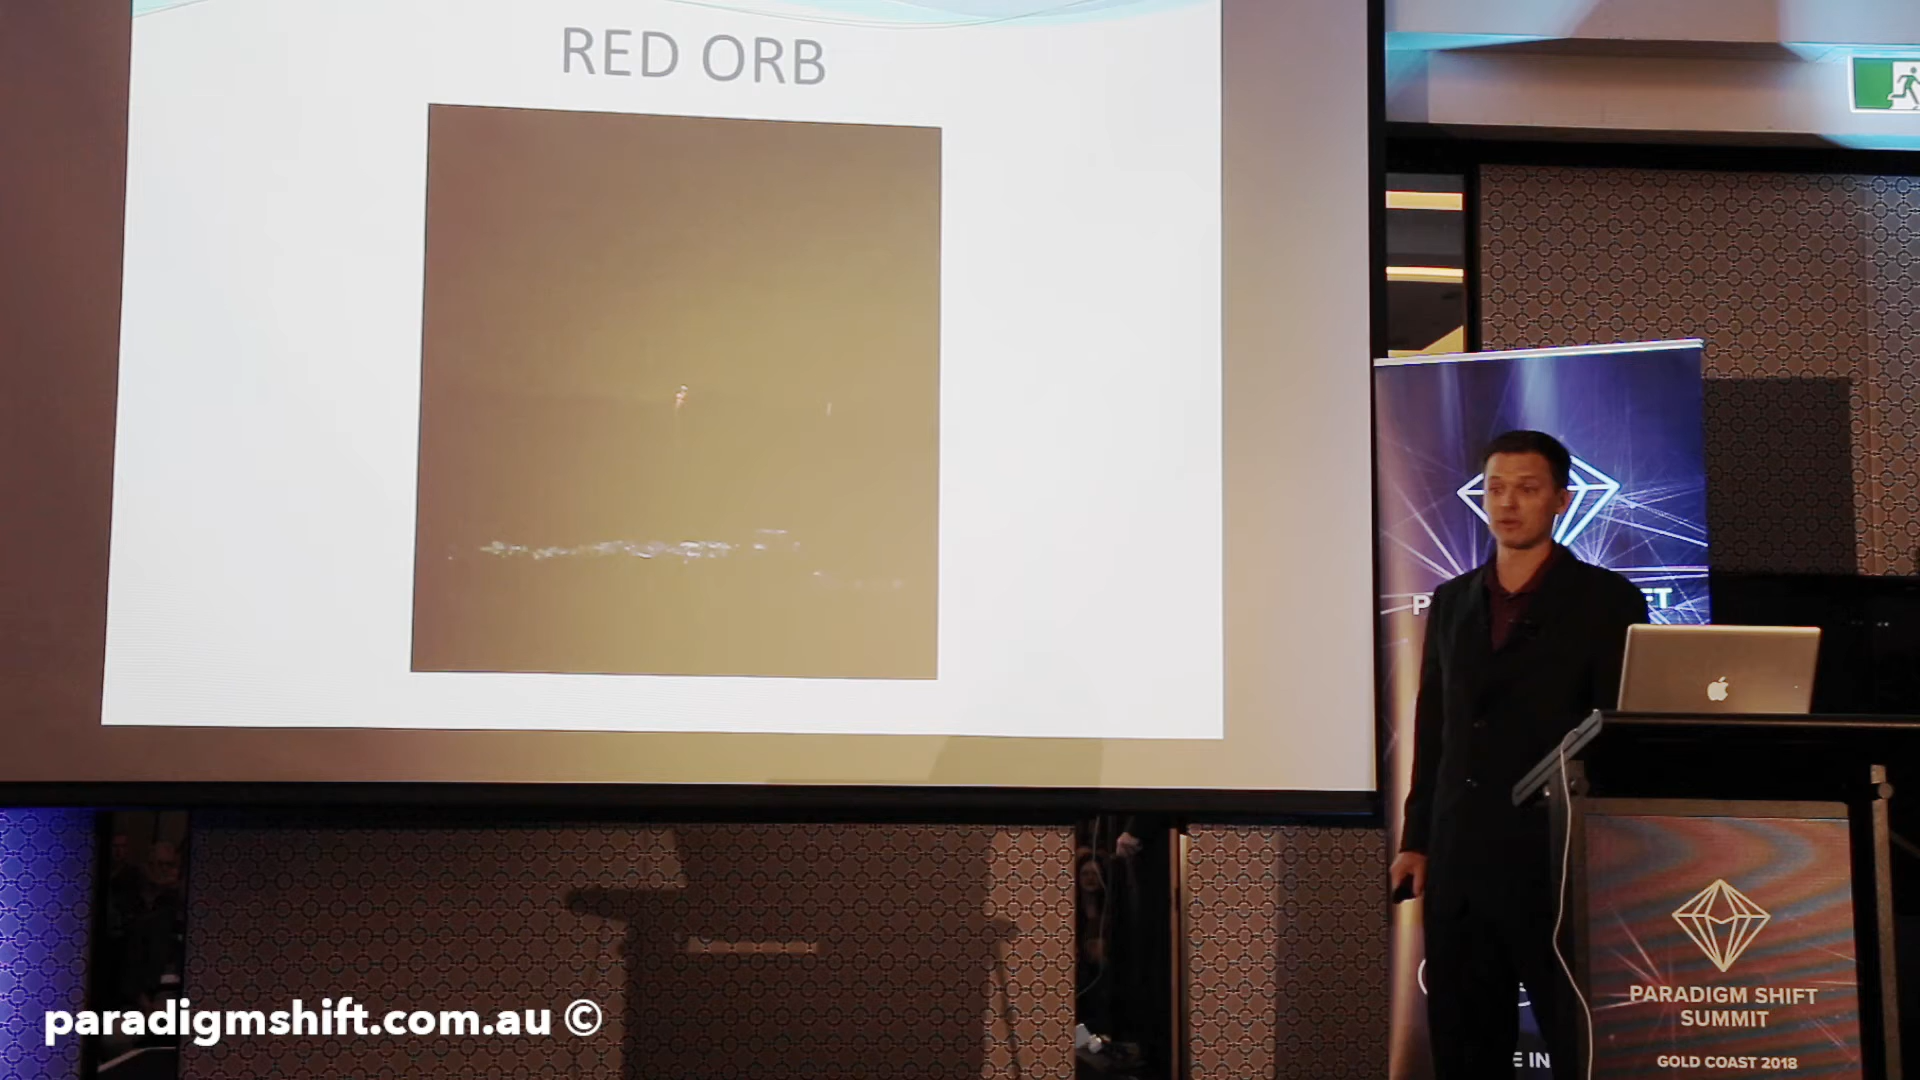 RED ORB
PARADIGM SHIFT
SUMMIT
GOLD COAST 2018
paradigmshift.com.au ©